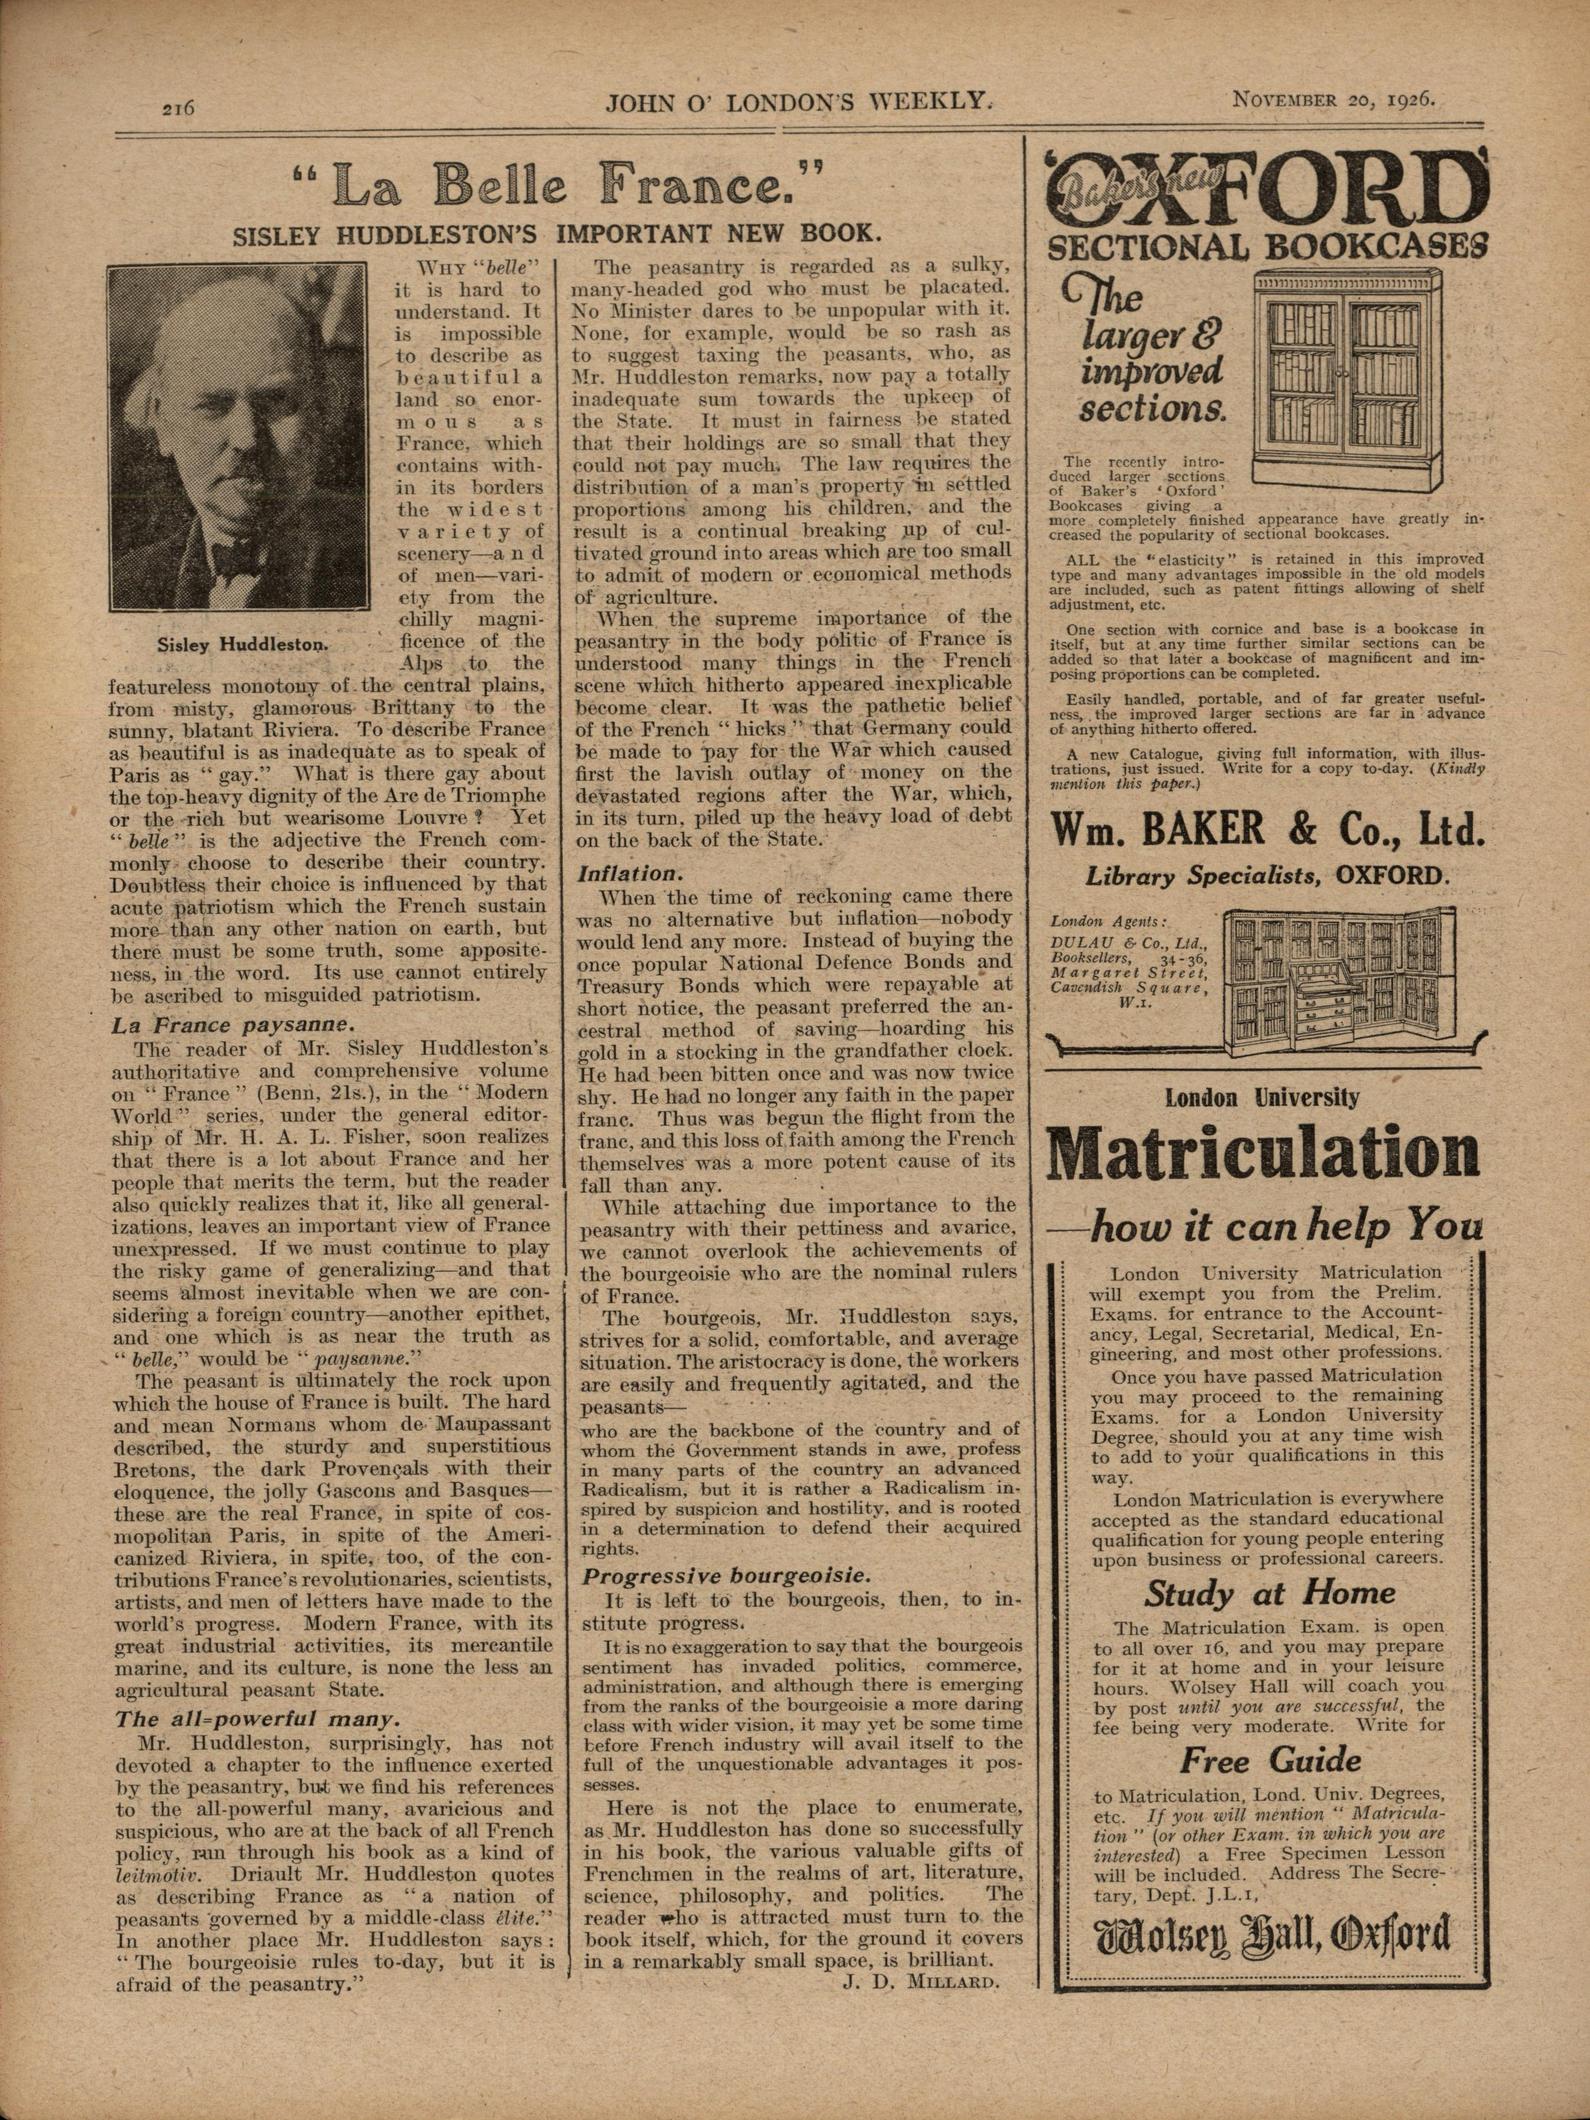 216
JOHN O' LONDON'S WEEKLY.
NOVEMBER 20, 1926.
“La Belle France.”
SISLEY HUDDLESTON'S IMPORTANT NEW BOOK.
Sisley Huddleston.
WHY “belle”
it is hard to
understand. It
is impossible
to describe as
beautiful a
land so enor-
mous as
France, which
contains with-
in its borders
the widest
variety of
scenery—and
of men—vari-
ety from the
chilly magni-
ficence of the
Alps to the
featureless monotony of the central plains,
from misty, glamorous Brittany to the
sunny, blatant Riviera. To describe France
as beautiful is as inadequate as to speak of
Paris as “gay.” What is there gay about
the top-heavy dignity of the Arc de Triomphe
or the rich but wearisome Louvre? Yet
“belle” is the adjective the French com-
monly choose to describe their country.
Doubtless their choice is influenced by that
acute patriotism which the French sustain
more than any other nation on earth, but
there must be some truth, some apposite-
ness, in the word. Its use cannot entirely
be ascribed to misguided patriotism.
La France paysanne.
The reader of Mr. Sisley Huddleston's
authoritative and comprehensive volume
on “France” (Benn, 21s.), in the “Modern
World” series, under the general editor-
ship of Mr. H. A. L. Fisher, soon realizes
that there is a lot about France and her
people that merits the term, but the reader
also quickly realizes that it, like all general-
izations, leaves an important view of France
unexpressed. If we must continue to play
the risky game of generalizing—and that
seems almost inevitable when we are con-
sidering a foreign country—another epithet,
and one which is as near the truth as
“belle,” would be “paysanne.”
The peasant is ultimately the rock upon
which the house of France is built. The hard
and mean Normans whom de Maupassant
described, the sturdy and superstitious
Bretons, the dark Provençals with their
eloquence, the jolly Gascons and Basques—
these are the real France, in spite of cos-
mopolitan Paris, in spite of the Ameri-
canized Riviera, in spite, too, of the con-
tributions France's revolutionaries, scientists,
artists, and men of letters have made to the
world's progress. Modern France, with its
great industrial activities, its mercantile
marine, and its culture, is none the less an
agricultural peasant State.
The all-powerful many.
Mr. Huddleston, surprisingly, has not
devoted a chapter to the influence exerted
by the peasantry, but we find his references
to the all-powerful many, avaricious and
suspicious, who are at the back of all French
policy, run through his book as a kind of
leitmotiv. Driault Mr. Huddleston quotes
as describing France as “a nation of
peasants governed by a middle-class élite.”
In another place Mr. Huddleston says:
“The bourgeoisie rules to-day, but it is
afraid of the peasantry.”
The peasantry is regarded as a sulky,
many-headed god who must be placated.
No Minister dares to be unpopular with it.
None, for example, would be so rash as
to suggest taxing the peasants, who, as
Mr. Huddleston remarks, now pay a totally
inadequate sum towards the upkeep of
the State. It must in fairness be stated
that their holdings are so small that they
could not pay much. The law requires the
distribution of a man's property in settled
proportions among his children, and the
result is a continual breaking up of cul-
tivated ground into areas which are too small
to admit of modern or economical methods
of agriculture.
When the supreme importance of the
peasantry in the body politic of France is
understood many things in the French
scene which hitherto appeared inexplicable
become clear. It was the pathetic belief
of the French “hicks” that Germany could
be made to pay for the War which caused
first the lavish outlay of money on the
devastated regions after the War, which,
in its turn, piled up the heavy load of debt
on the back of the State.
Inflation.
When the time of reckoning came there
was no alternative but inflation—nobody
would lend any more. Instead of buying the
once popular National Defence Bonds and
Treasury Bonds which were repayable at
short notice, the peasant preferred the an-
cestral method of saving—hoarding his
gold in a stocking in the grandfather clock.
He had been bitten once and was now twice
shy. He had no longer any faith in the paper
franc. Thus was begun the flight from the
franc, and this loss of faith among the French
themselves was a more potent cause of its
fall than any.
While attaching due importance to the
peasantry with their pettiness and avarice,
we cannot overlook the achievements of
the bourgeoisie who are the nominal rulers
of France.
The bourgeois, Mr. Huddleston says,
strives for a solid, comfortable, and average
situation. The aristocracy is done, the workers
are easily and frequently agitated, and the
peasants—
who are the backbone of the country and of
whom the Government stands in awe, profess
in many parts of the country an advanced
Radicalism, but it is rather a Radicalism in-
spired by suspicion and hostility, and is rooted
in a determination to defend their acquired
rights.
Progressive bourgeoisie.
It is left to the bourgeois, then, to in-
stitute progress.
It is no exaggeration to say that the bourgeois
sentiment has invaded politics, commerce,
administration, and although there is emerging
from the ranks of the bourgeoisie a more daring
class with wider vision, it may yet be some time
before French industry will avail itself to the
full of the unquestionable advantages it pos-
sesses.
Here is not the place to enumerate,
as Mr. Huddleston has done so successfully
in his book, the various valuable gifts of
Frenchmen in the realms of art, literature,
science, philosophy, and politics. The
reader who is attracted must turn to the
book itself, which, for the ground it covers
in a remarkably small space, is brilliant.
J. D. MILLARD.
Baker's new
'OXFORD'
SECTIONAL BOOKCASES
The
larger &
improved
sections.
The recently intro-
duced larger sections
of Baker's 'Oxford'
Bookcases giving a
more completely finished appearance have greatly in-
creased the popularity of sectional bookcases.
ALL the “elasticity” is retained in this improved
type and many advantages impossible in the old models
are included, such as patent fittings allowing of shelf
adjustment, etc.
One section with cornice and base is a bookcase in
itself, but at any time further similar sections can be
added so that later a bookcase of magnificent and im-
posing proportions can be completed.
Easily handled, portable, and of far greater useful-
ness, the improved larger sections are far in advance
of anything hitherto offered.
A new Catalogue, giving full information, with illus-
trations, just issued. Write for a copy to-day. (Kindly
mention this paper.)
Wm. BAKER & Co., Ltd.
Library Specialists, OXFORD.
London Agents:
DULAU & Co., Ltd.,
Booksellers, 34-36,
Margaret Street,
Cavendish Square,
W.1.
London University
Matriculation
—how it can help You
London University Matriculation
will exempt you from the Prelim.
Exams. for entrance to the Account-
ancy, Legal, Secretarial, Medical, En-
gineering, and most other professions.
Once you have passed Matriculation
you may proceed to the remaining
Exams. for a London University
Degree, should you at any time wish
to add to your qualifications in this
way.
London Matriculation is everywhere
accepted as the standard educational
qualification for young people entering
upon business or professional careers.
Study at Home
The Matriculation Exam. is open
to all over 16, and you may prepare
for it at home and in your leisure
hours. Wolsey Hall will coach you
by post until you are successful, the
fee being very moderate. Write for
Free Guide
to Matriculation, Lond. Univ. Degrees,
etc. If you will mention “Matricula-
tion” (or other Exam. in which you are
interested) a Free Specimen Lesson
will be included. Address The Secre-
tary, Dept. J.L.1,
Wolsey Hall, Oxford